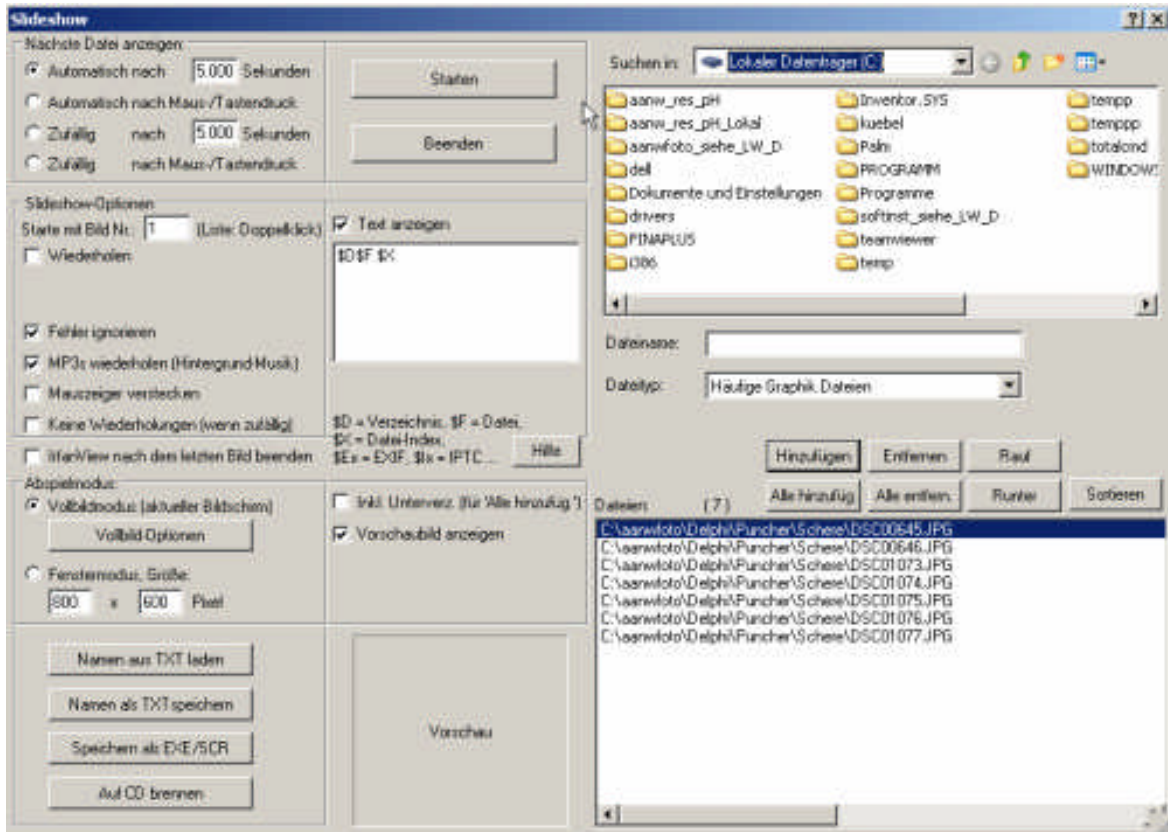 Slideshow
Nächste Datei anzeigen:
Automatisch nach 5.000 Sekunden
Automatisch nach Maus-/Tastendruck
Zufällig nach 5.000 Sekunden
Zufällig nach Maus-/Tastendruck
Starten
Beenden
Slideshow-Optionen
Starte mit Bild Nr.: 1 (Liste: Doppelklick)
Wiederholen
Fehler ignorieren
MP3s wiederholen (Hintergrund-Musik)
Mauszeiger verstecken
Keine Wiederholungen (wenn zufällig)
IrfanView nach dem letzten Bild beenden
Text anzeigen
$D$F $X
$D = Verzeichnis, $F = Datei,
$X = Datei-Index,
$Ex = EXIF, $Ix = IPTC ...
Hilfe
Abspielmodus:
Vollbildmodus (aktueller Bildschirm)
Vollbild-Optionen
Fenstermodus, Größe:
800 x 600 Pixel
Inkl. Unterverz. (für 'Alle hinzufüg.')
Vorschaubild anzeigen
Namen aus TXT laden
Namen als TXT speichern
Speichern als EXE/SCR
Auf CD brennen
Vorschau
Suchen in: Lokaler Datenträger (C:)
aanw_res_pH
aanw_res_pH_Lokal
aanwfoto_siehe_LW_D
dell
Dokumente und Einstellungen
drivers
FINAPLUS
i386
Inventor.SYS
kuebel
Palm
PROGRAMM
Programme
softinst_siehe_LW_D
teamviewer
temp
tempp
temppp
totalcmd
WINDOWS
Dateiname:
Dateityp: Häufige Graphik Dateien
Hinzufügen Entfernen Rauf
Dateien: ( 7 ) Alle hinzufüg. Alle entfern. Runter Sortieren
C:\aanwfoto\Delphi\Puncher\Schere\DSC00645.JPG
C:\aanwfoto\Delphi\Puncher\Schere\DSC00646.JPG
C:\aanwfoto\Delphi\Puncher\Schere\DSC01073.JPG
C:\aanwfoto\Delphi\Puncher\Schere\DSC01074.JPG
C:\aanwfoto\Delphi\Puncher\Schere\DSC01075.JPG
C:\aanwfoto\Delphi\Puncher\Schere\DSC01076.JPG
C:\aanwfoto\Delphi\Puncher\Schere\DSC01077.JPG